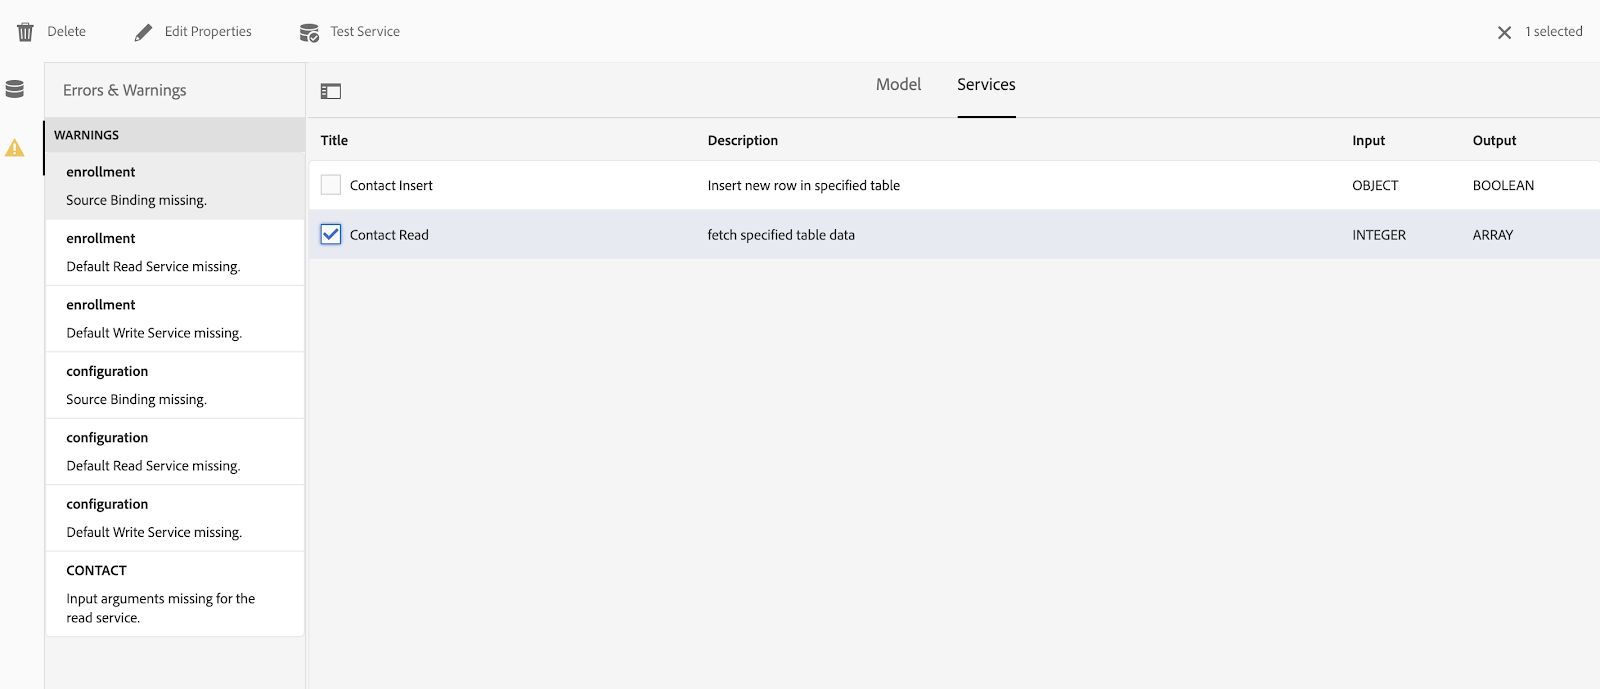 Delete Edit Properties Test Service 1 selected
Errors & Warnings
WARNINGS
enrollment
Source Binding missing.
enrollment
Default Read Service missing.
enrollment
Default Write Service missing.
configuration
Source Binding missing.
configuration
Default Read Service missing.
configuration
Default Write Service missing.
CONTACT
Input arguments missing for the
read service.
Model Services
Title Description Input Output
Contact Insert Insert new row in specified table OBJECT BOOLEAN
Contact Read fetch specified table data INTEGER ARRAY